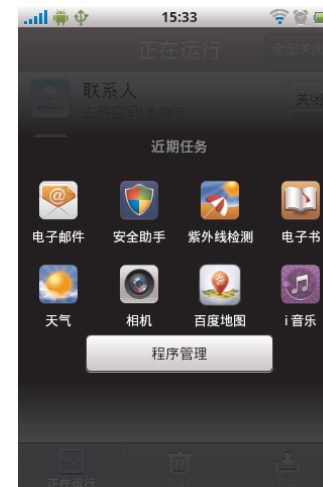 15:33
正在运行
全部关闭
联系人
关闭
近期任务
电子邮件 安全助手 紫外线检测 电子书
天气 相机 百度地图 i 音乐
程序管理
正在运行